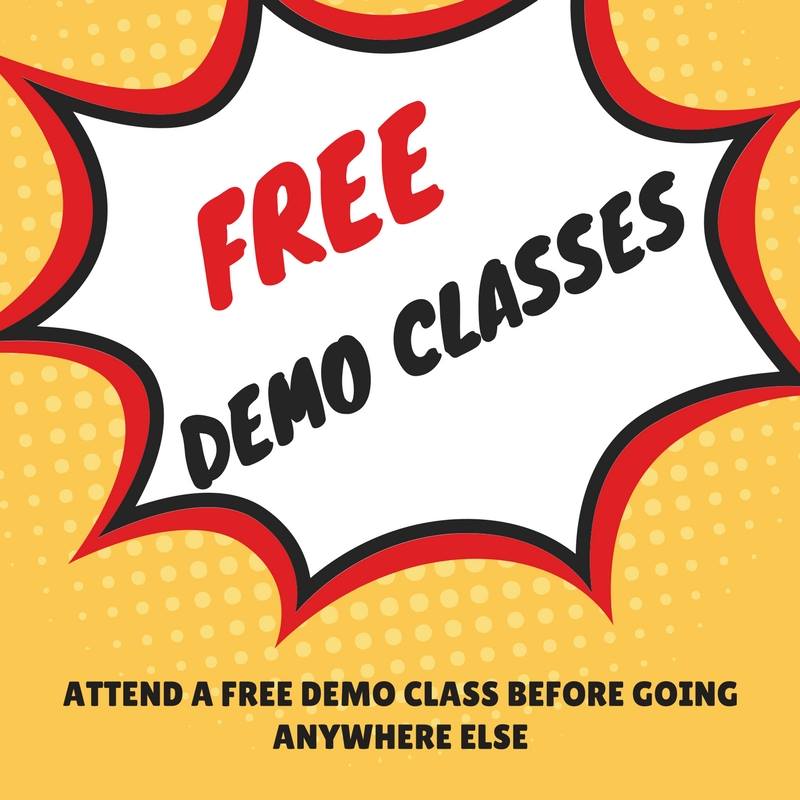 FREE
DEMO CLASSES
ATTEND A FREE DEMO CLASS BEFORE GOING
ANYWHERE ELSE